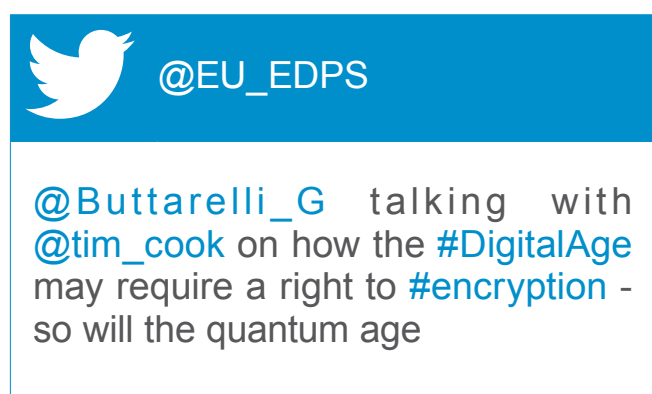 @EU_EDPS
@Buttarelli_G talking with
@tim_cook on how the #DigitalAge
may require a right to #encryption -
so will the quantum age